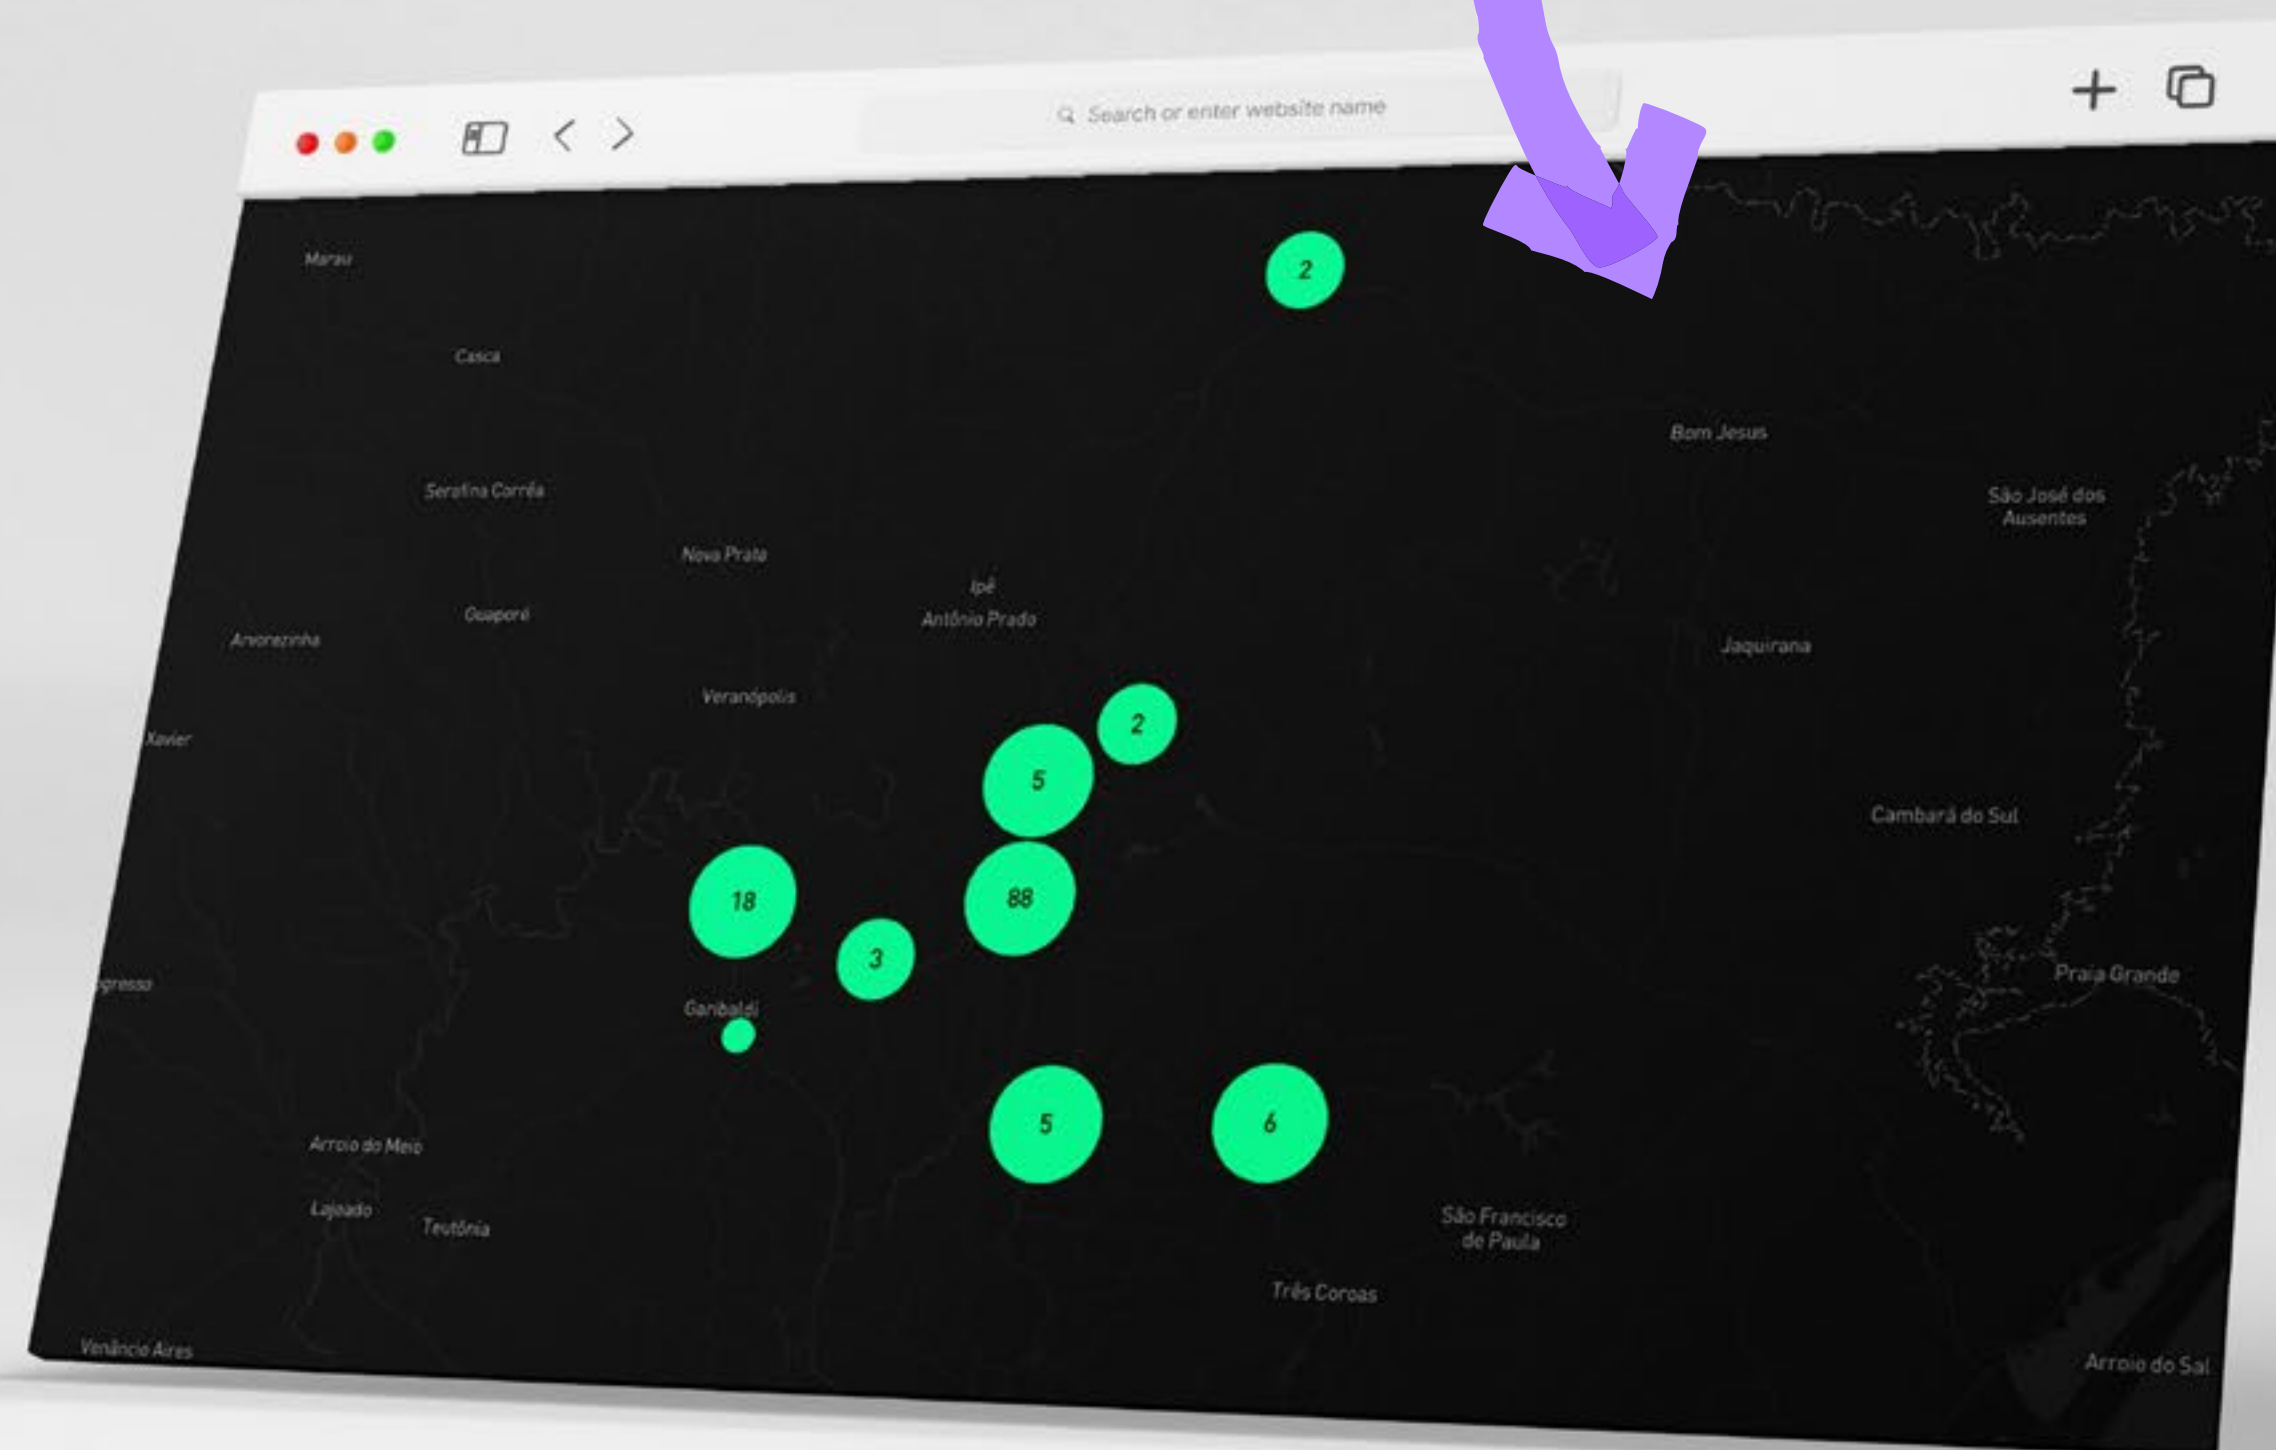 Search or enter website name
Marau
2
Casca
Bom Jesus
Serafina Corrêa
São José dos
Ausentes
Nova Prata
Ipê
Guaporé
Antônio Prado
Arvorezinha
Jaquirana
Veranópolis
2
Xavier
5
Cambará do Sul
18
88
3
Praia Grande
ogresso
Garibaldi
5
6
Arroio do Meio
Lajeado
Teutônia
São Francisco
de Paula
Três Coroas
Venâncio Aires
Arroio do Sal